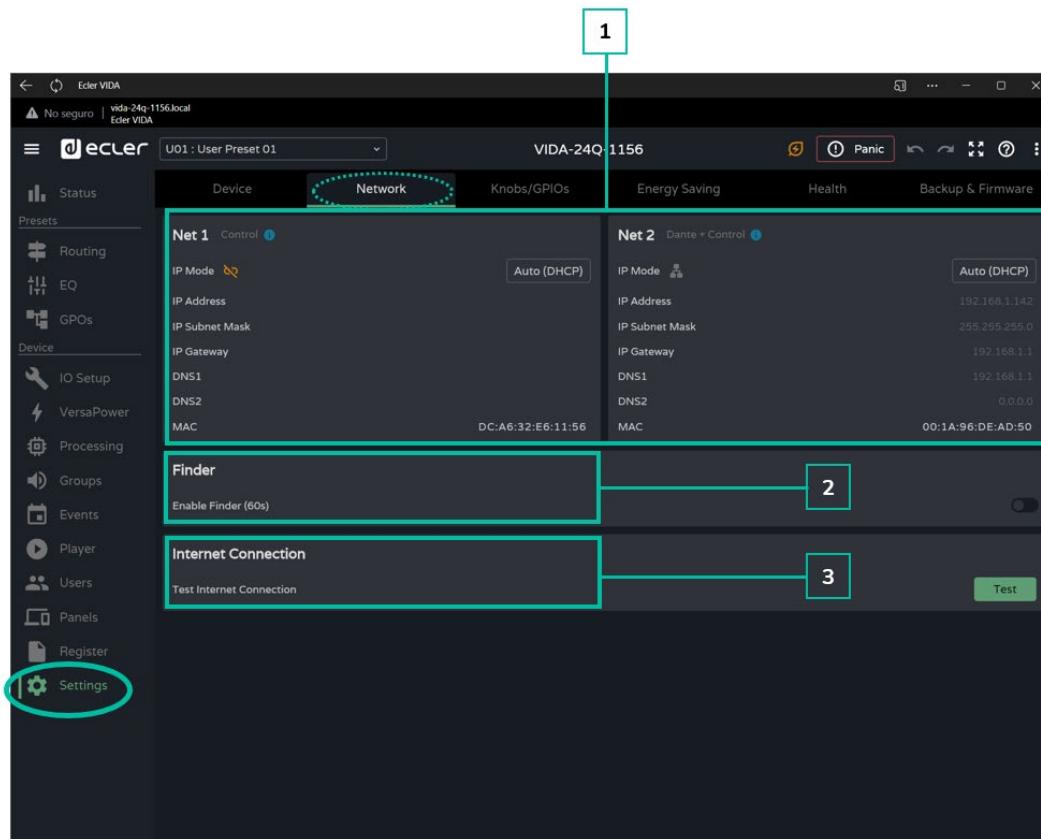 1
Ecler VIDA
No seguro | vida-24q-1156.local
Ecler VIDA
ecler U01 : User Preset 01 VIDA-24Q-1156 Panic
Status
Presets
Routing
EQ
GPOs
Device
IO Setup
VersaPower
Processing
Groups
Events
Player
Users
Panels
Register
Settings
Device Network Knobs/GPIOs Energy Saving Health Backup & Firmware
Net 1 Control
IP Mode Auto (DHCP)
IP Address
IP Subnet Mask
IP Gateway
DNS1
DNS2
MAC DC:A6:32:E6:11:56
Net 2 Dante + Control
IP Mode Auto (DHCP)
IP Address 192.168.1.142
IP Subnet Mask 255.255.255.0
IP Gateway 192.168.1.1
DNS1 192.168.1.1
DNS2 0.0.0.0
MAC 00:1A:96:DE:AD:50
Finder
Enable Finder (60s)
2
Internet Connection
Test Internet Connection
3
Test